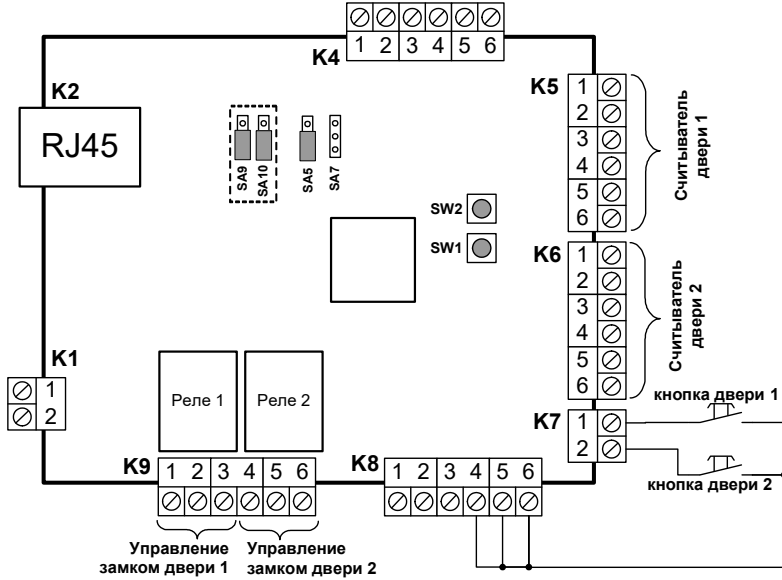 K4
1 2 3 4 5 6
K2
RJ45
SA9
SA10
SA5
SA7
SW2
SW1
K5
1
2
3
4
5
6
Считыватель
двери 1
K6
1
2
3
4
5
6
Считыватель
двери 2
K1
1
2
Реле 1
Реле 2
K7
1
2
кнопка двери 1
кнопка двери 2
K9
1 2 3 4 5 6
K8
1 2 3 4 5 6
Управление
замком двери 1
Управление
замком двери 2